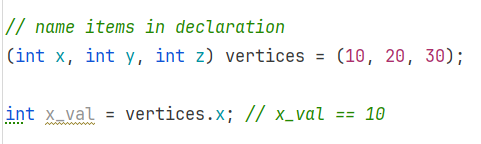 // name items in declaration
(int x, int y, int z) vertices = (10, 20, 30);
int x_val = vertices.x; // x_val == 10